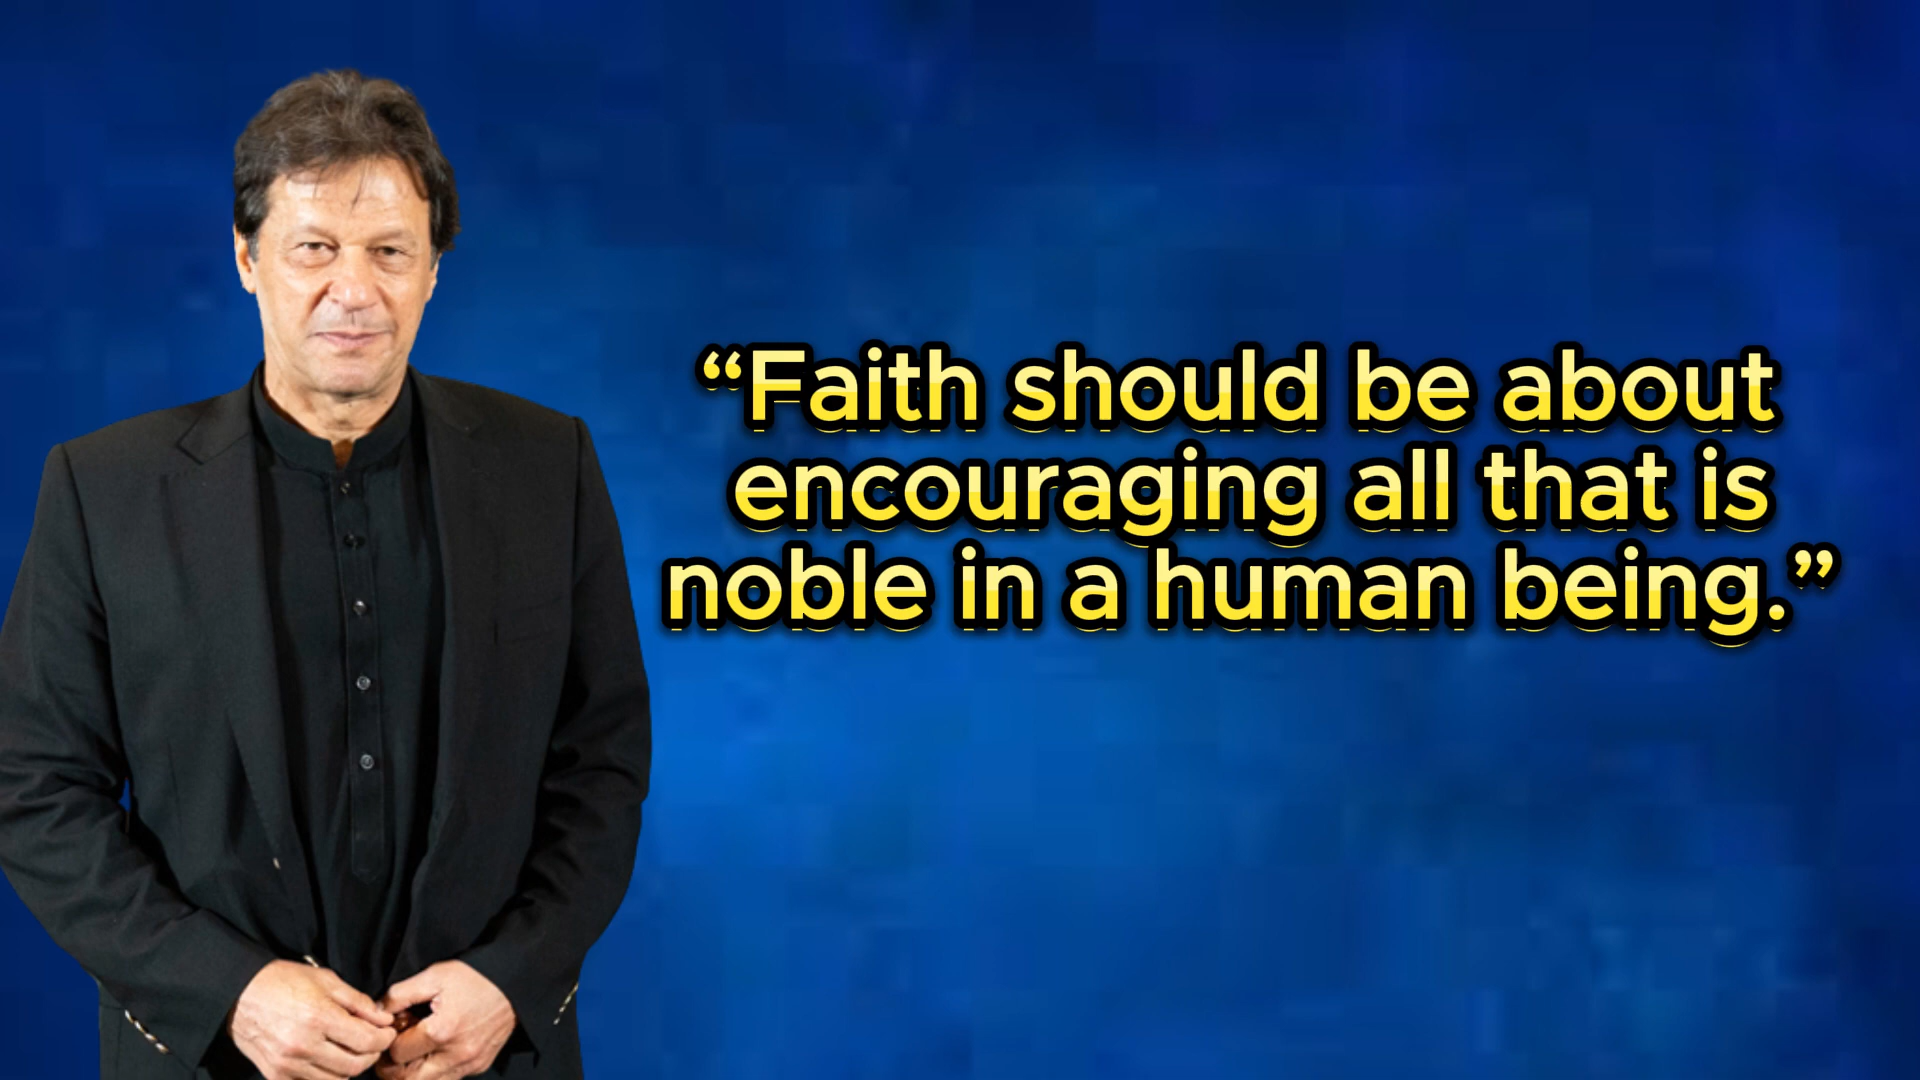 “Faith should be about
encouraging all that is
noble in a human being.”